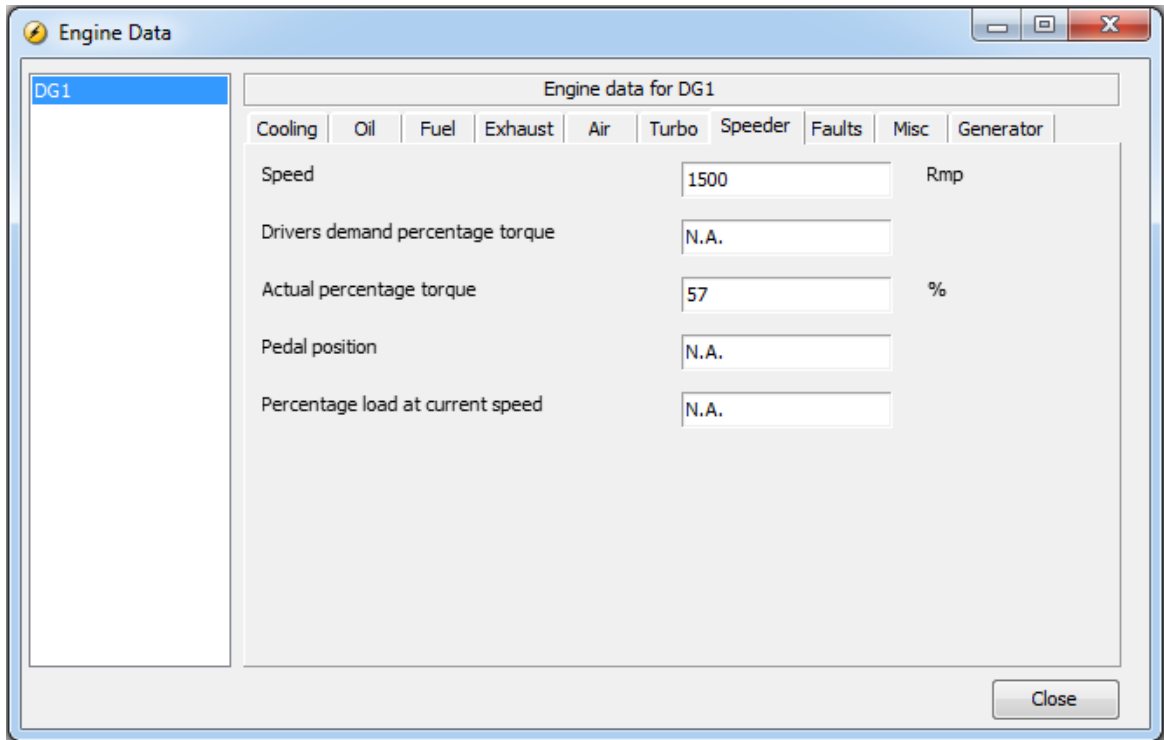 Engine Data
DG1
Engine data for DG1
Cooling Oil Fuel Exhaust Air Turbo Speeder Faults Misc Generator
Speed 1500 Rmp
Drivers demand percentage torque N.A.
Actual percentage torque 57 %
Pedal position N.A.
Percentage load at current speed N.A.
Close